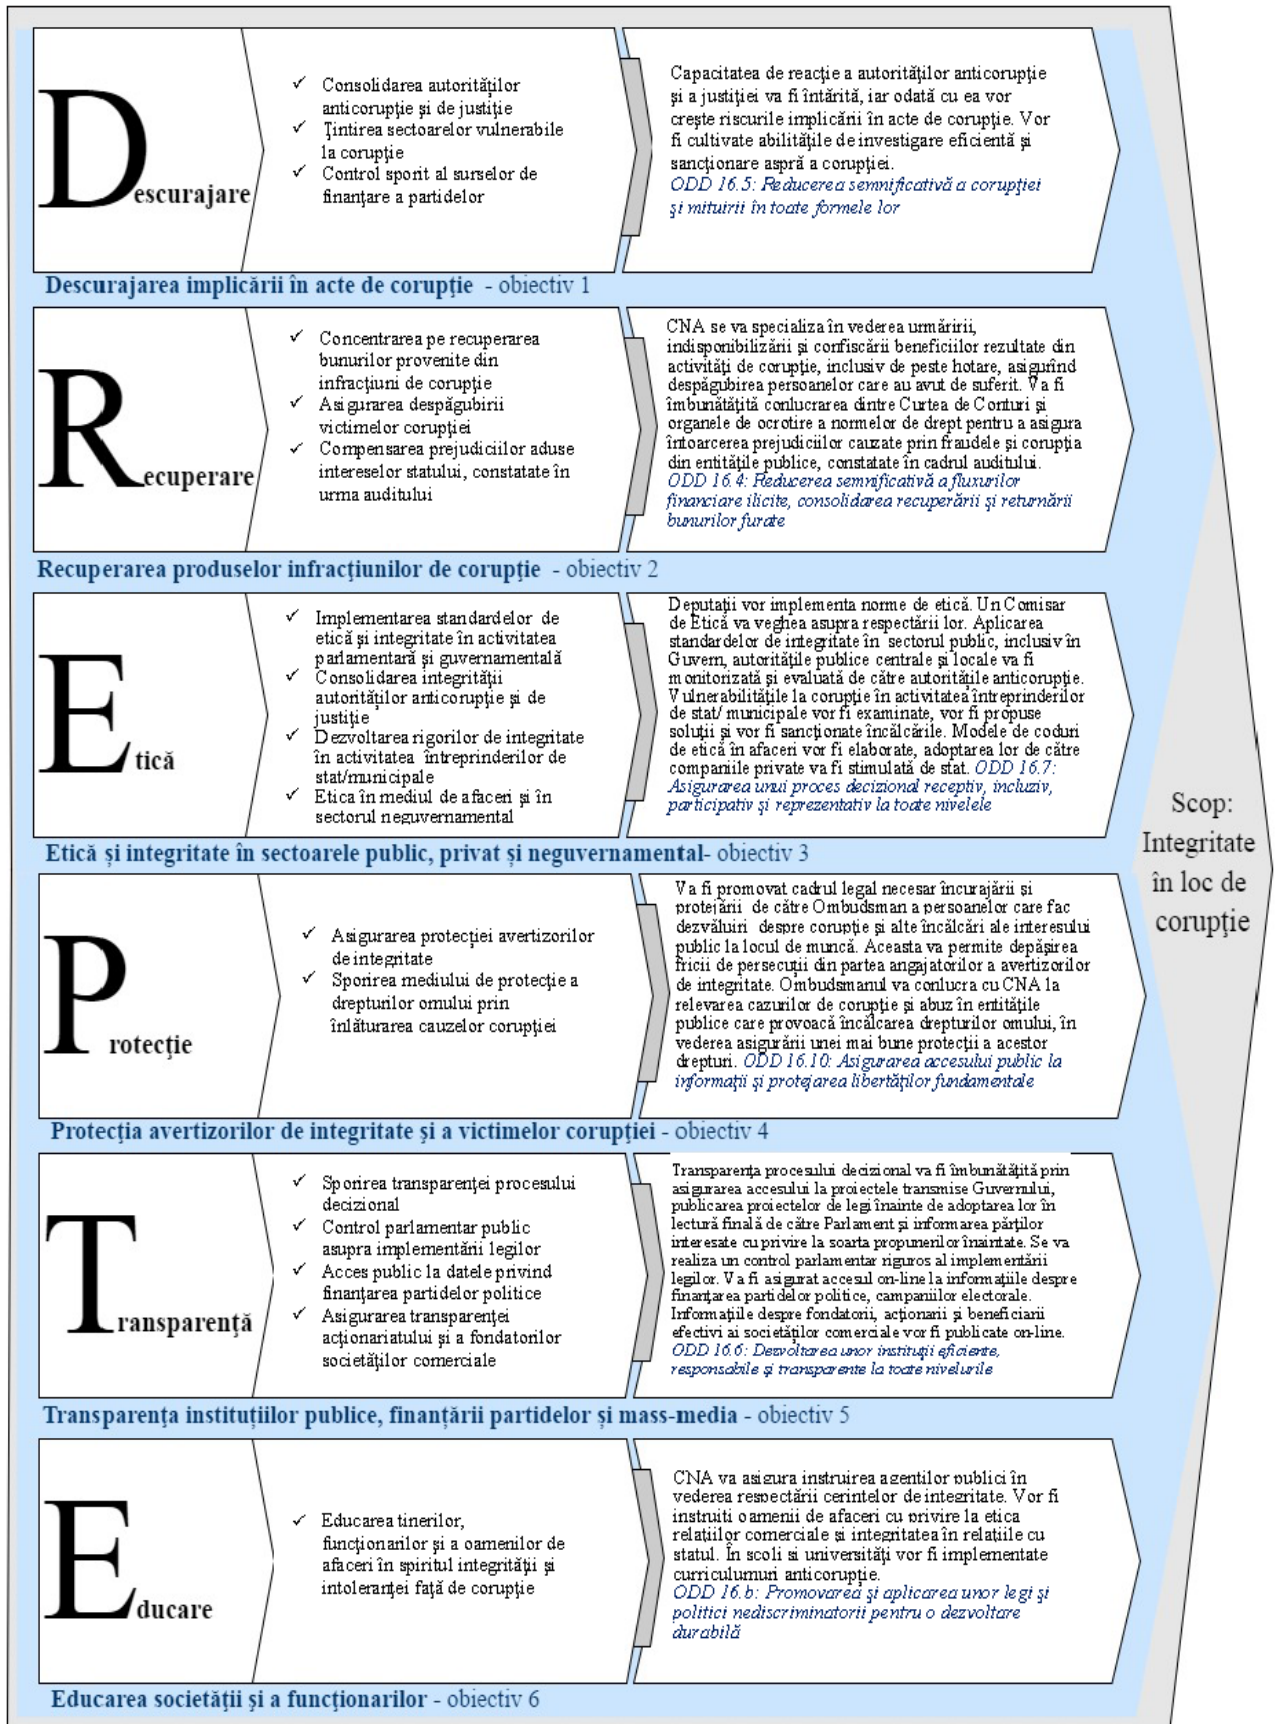 Descurajare
✓ Consolidarea autorităților
anticorupție și de justiție
✓ Țintirea sectoarelor vulnerabile
la corupție
✓ Control sporit al surselor de
finanțare a partidelor
Capacitatea de reacție a autorităților anticorupție
și a justiției va fi întărită, iar odată cu ea vor
crește riscurile implicării în acte de corupție. Vor
fi cultivate abilitățile de investigare eficientă și
sancționare aspră a corupției.
ODD 16.5: Reducerea semnificativă a corupției
și mituirii în toate formele lor
Descurajarea implicării în acte de corupție - obiectiv 1
Recuperare
✓ Concentrarea pe recuperarea
bunurilor provenite din
infracțiuni de corupție
✓ Asigurarea despăgubirii
victimelor corupției
✓ Compensarea prejudiciilor aduse
intereselor statului, constatate în
urma auditului
CNA se va specializa în vederea urmăririi,
indisponibilizării și confiscării beneficiilor rezultate din
activități de corupție, inclusiv de peste hotare, asigurînd
despăgubirea persoanelor care au avut de suferit. Va fi
îmbunătățită conlucrarea dintre Curtea de Conturi și
organele de ocrotire a normelor de drept pentru a asigura
întoarcerea prejudiciilor cauzate prin fraudele și corupția
din entitățile publice, constatate în cadrul auditului.
ODD 16.4: Reducerea semnificativă a fluxurilor
financiare ilicite, consolidarea recuperării și returnării
bunurilor furate
Recuperarea produselor infracțiunilor de corupție - obiectiv 2
Etică
✓ Implementarea standardelor de
etică și integritate în activitatea
parlamentară și guvernamentală
✓ Consolidarea integrității
autorităților anticorupție și de
justiție
✓ Dezvoltarea rigorilor de integritate
în activitatea întreprinderilor de
stat/municipale
✓ Etica în mediul de afaceri și în
sectorul neguvernamental
Deputații vor implementa norme de etică. Un Comisar
de Etică va veghea asupra respectării lor. Aplicarea
standardelor de integritate în sectorul public, inclusiv în
Guvern, autoritățile publice centrale și locale va fi
monitorizată și evaluată de către autoritățile anticorupție.
Vulnerabilitățile la corupție în activitatea întreprinderilor
de stat/ municipale vor fi examinate, vor fi propuse
soluții și vor fi sancționate încălcările. Modele de coduri
de etică în afaceri vor fi elaborate, adoptarea lor de către
companiile private va fi stimulată de stat. ODD 16.7:
Asigurarea unui proces decizional receptiv, incluziv,
participativ și reprezentativ la toate nivelele
Etică și integritate în sectoarele public, privat și neguvernamental- obiectiv 3
Protecție
✓ Asigurarea protecției avertizorilor
de integritate
✓ Sporirea mediului de protecție a
drepturilor omului prin
înlăturarea cauzelor corupției
Va fi promovat cadrul legal necesar încurajării și
protejării de către Ombudsman a persoanelor care fac
dezvăluiri despre corupție și alte încălcări ale interesului
public la locul de muncă. Aceasta va permite depășirea
fricii de persecuții din partea angajatorilor a avertizorilor
de integritate. Ombudsmanul va conlucra cu CNA la
relevarea cazurilor de corupție și abuz în entitățile
publice care provoacă încălcarea drepturilor omului, în
vederea asigurării unei mai bune protecții a acestor
drepturi. ODD 16.10: Asigurarea accesului public la
informații și protejarea libertăților fundamentale
Protecția avertizorilor de integritate și a victimelor corupției - obiectiv 4
Transparență
✓ Sporirea transparenței procesului
decizional
✓ Control parlamentar public
asupra implementării legilor
✓ Acces public la datele privind
finanțarea partidelor politice
✓ Asigurarea transparenței
acționariatului și a fondatorilor
societăților comerciale
Transparența procesului decizional va fi îmbunătățită prin
asigurarea accesului la proiectele transmise Guvernului,
publicarea proiectelor de legi înainte de adoptarea lor în
lectură finală de către Parlament și informarea părților
interesate cu privire la soarta propunerilor înaintate. Se va
realiza un control parlamentar riguros al implementării
legilor. Va fi asigurat accesul on-line la informațiile despre
finanțarea partidelor politice, campaniilor electorale.
Informațiile despre fondatorii, acționarii și beneficiarii
efectivi ai societăților comerciale vor fi publicate on-line.
ODD 16.6: Dezvoltarea unor instituții eficiente,
responsabile și transparente la toate nivelurile
Transparența instituțiilor publice, finanțării partidelor și mass-media - obiectiv 5
Educare
✓ Educarea tinerilor,
funcționarilor și a oamenilor de
afaceri în spiritul integrității și
intoleranței față de corupție
CNA va asigura instruirea agenților publici în
vederea respectării cerințelor de integritate. Vor fi
instruiți oamenii de afaceri cu privire la etica
relațiilor comerciale și integritatea în relațiile cu
statul. În școli și universități vor fi implementate
curriculumuri anticorupție.
ODD 16.b: Promovarea și aplicarea unor legi și
politici nediscriminatorii pentru o dezvoltare
durabilă
Educarea societății și a funcționarilor - obiectiv 6
Scop:
Integritate
în loc de
corupție